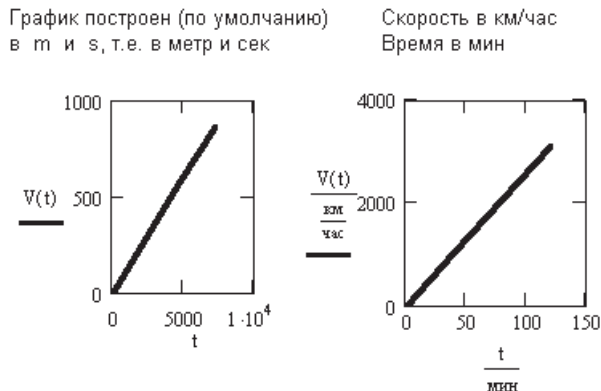 График построен (по умолчанию)
в m и s, т.е. в метр и сек
Скорость в км/час
Время в мин
1000
V(t) 500
0
0 5000 1·10⁴
t
4000
V(t)
км
час
2000
0
0 50 100 150
t
мин